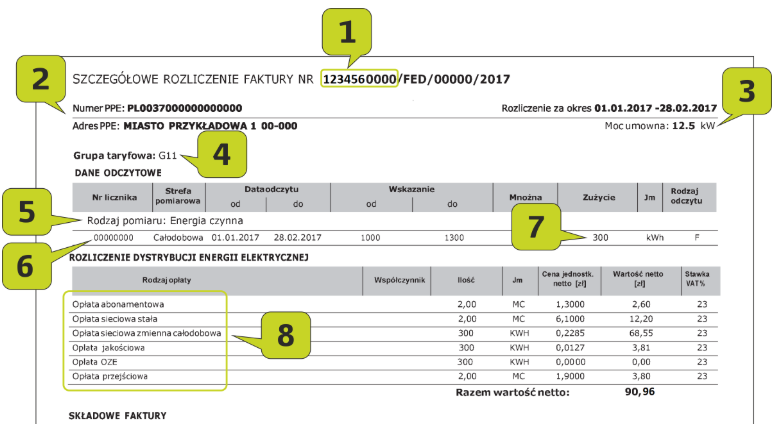 1
SZCZEGÓŁOWE ROZLICZENIE FAKTURY NR 1234560000/FED/00000/2017
2
3
Numer PPE: PL0037000000000000 Rozliczenie za okres 01.01.2017 -28.02.2017
Adres PPE: MIASTO PRZYKŁADOWA 1 00-000 Moc umowna: 12.5 kW
Grupa taryfowa: G11
4
DANE ODCZYTOWE
Nr licznika Strefa pomiarowa Data odczytu od do Wskazanie od do Mnożna Zużycie Jm Rodzaj odczytu
5
Rodzaj pomiaru: Energia czynna
7
6
00000000 Całodobowa 01.01.2017 28.02.2017 1000 1300 300 kWh F
ROZLICZENIE DYSTRYBUCJI ENERGII ELEKTRYCZNEJ
Rodzaj opłaty Współczynnik Ilość Jm Cena jednostk. netto [zł] Wartość netto [zł] Stawka VAT%
Opłata abonamentowa 2,00 MC 1,3000 2,60 23
Opłata sieciowa stała 2,00 MC 6,1000 12,20 23
Opłata sieciowa zmienna całodobowa 300 KWH 0,2285 68,55 23
8
Opłata jakościowa 300 KWH 0,0127 3,81 23
Opłata OZE 300 KWH 0,0000 0,00 23
Opłata przejściowa 2,00 MC 1,9000 3,80 23
Razem wartość netto: 90,96
SKŁADOWE FAKTURY